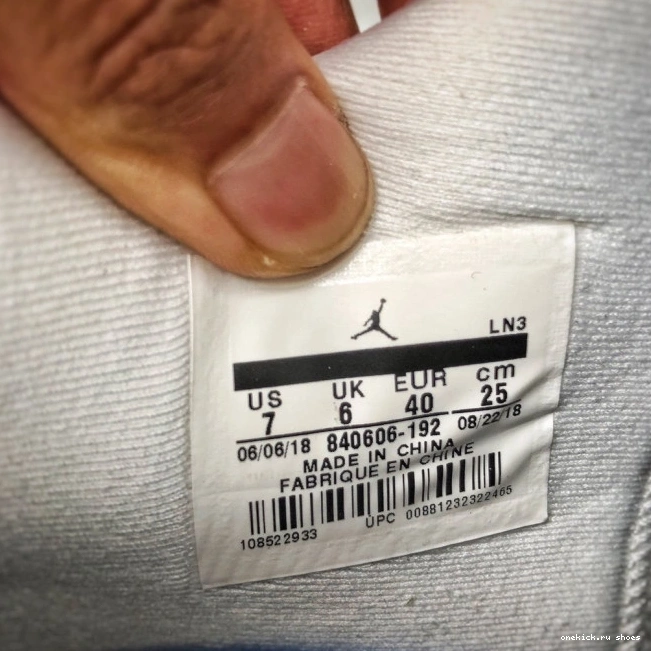 LN3
US UK EUR cm
7 6 40 25
06/06/18 840606-192 08/22/18
MADE IN CHINA
FABRIQUE EN CHINE
108522933 UPC 00881232322465
onekick.ru shoes